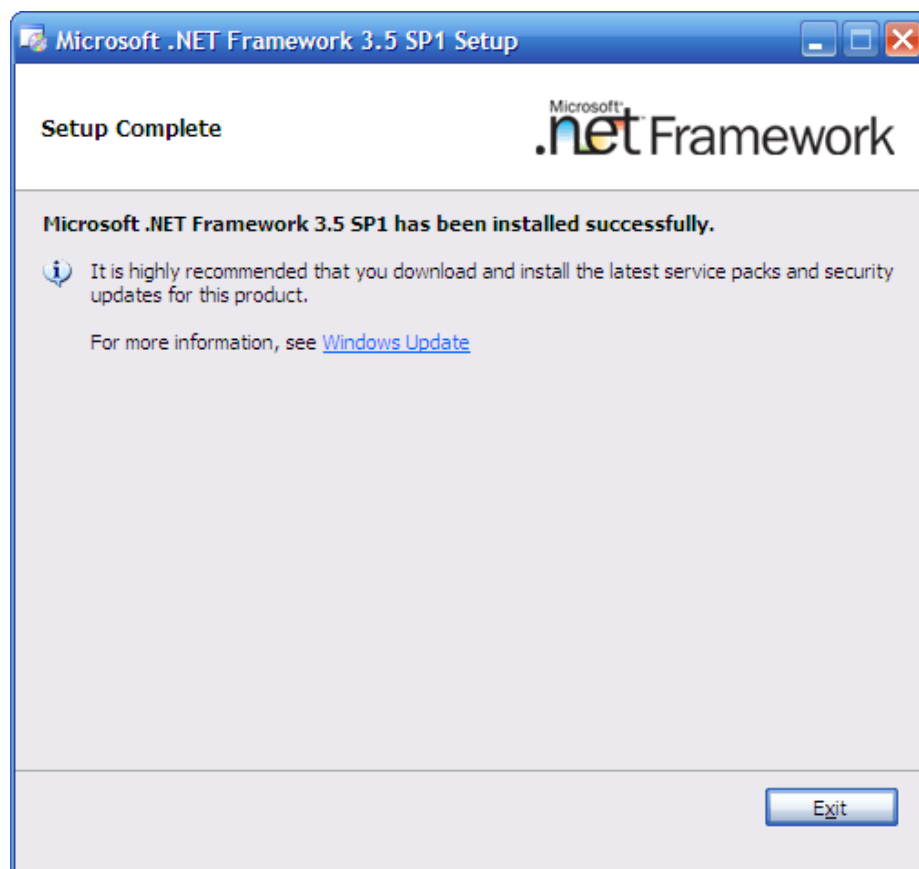 Microsoft .NET Framework 3.5 SP1 Setup
Setup Complete
Microsoft
.net Framework
Microsoft .NET Framework 3.5 SP1 has been installed successfully.
It is highly recommended that you download and install the latest service packs and security
updates for this product.
For more information, see Windows Update
Exit